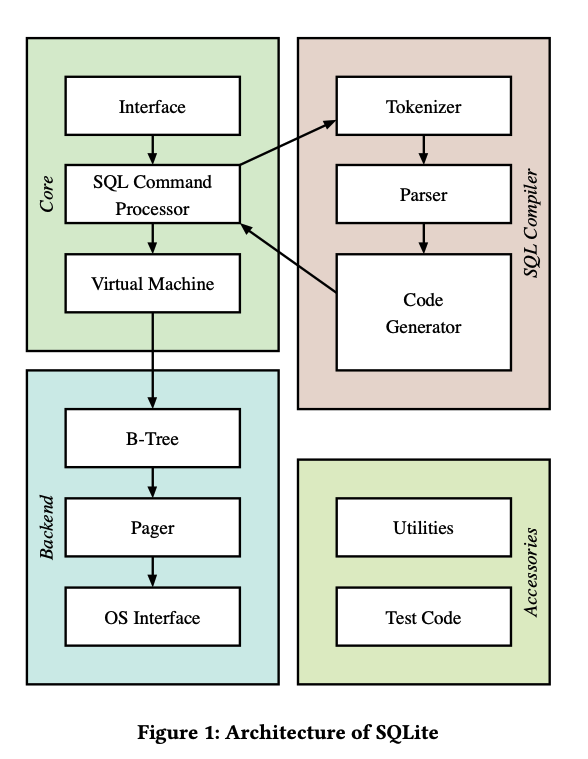 Core
Interface
SQL Command
Processor
Virtual Machine
SQL Compiler
Tokenizer
Parser
Code
Generator
Backend
B-Tree
Pager
OS Interface
Accessories
Utilities
Test Code
Figure 1: Architecture of SQLite